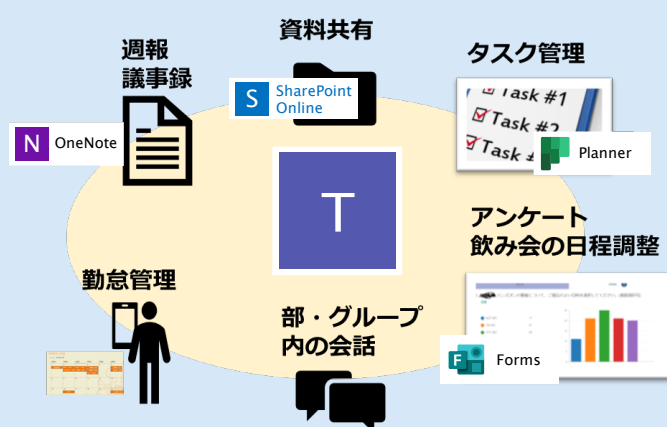 週報
議事録
N OneNote
資料共有
S SharePoint
Online
タスク管理
Task #1
Task #2
Task #
Planner
T
勤怠管理
部・グループ
内の会話
アンケート
飲み会の日程調整
F Forms